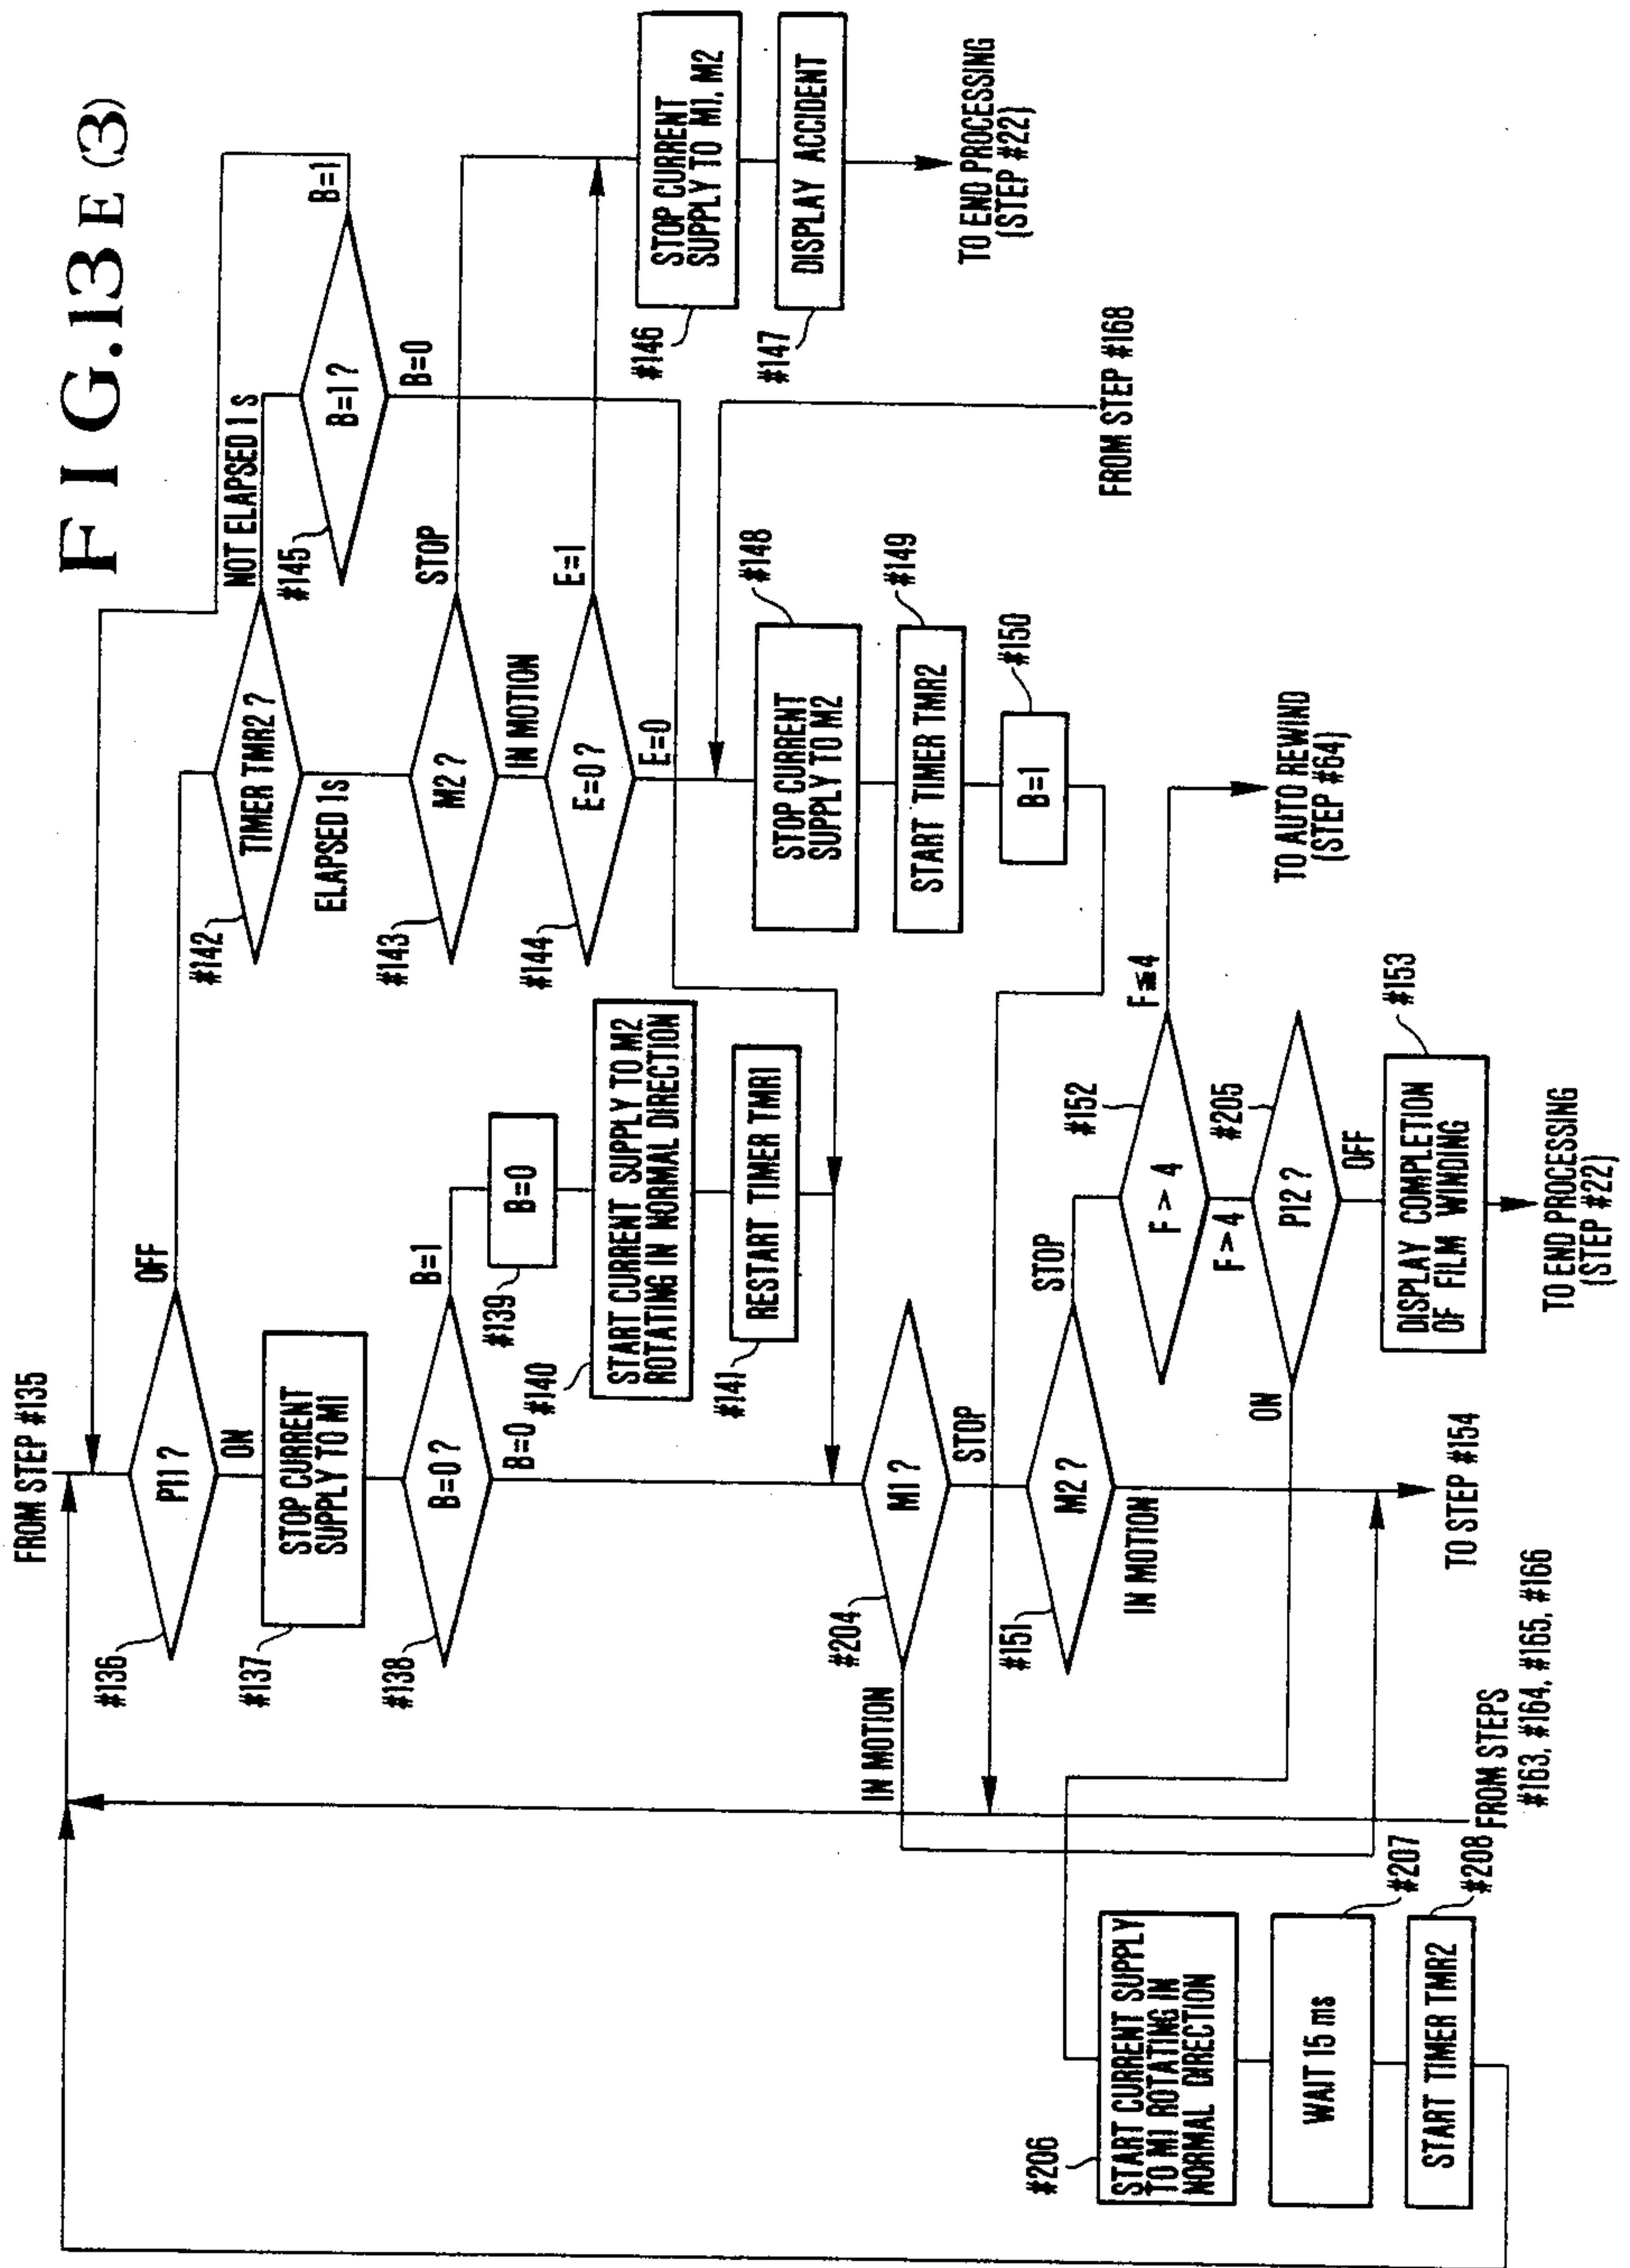 FIG.13E(3)
FROM STEP #135
P11 ?
#136
OFF
ON
STOP CURRENT
SUPPLY TO M1
#137
B=0 ?
#138
B=1
B=0
#139
B=0
START CURRENT SUPPLY TO M2
ROTATING IN NORMAL DIRECTION
#140
RESTART TIMER TMR1
#141
TIMER TMR2 ?
#142
NOT ELAPSED 1s
ELAPSED 1s
B=1 ?
#145
B=1
B=0
M2 ?
#143
STOP
IN MOTION
E=0 ?
#144
E=1
E=0
STOP CURRENT
SUPPLY TO M1, M2
#146
DISPLAY ACCIDENT
#147
TO END PROCESSING
(STEP #22)
FROM STEP #168
STOP CURRENT
SUPPLY TO M2
#148
START TIMER TMR2
#149
B=1
#150
M1 ?
#204
IN MOTION
STOP
M2 ?
#151
STOP
IN MOTION
F > 4
#152
F≦4
F > 4
TO AUTO REWIND
(STEP #64)
P12 ?
#205
ON
OFF
DISPLAY COMPLETION
OF FILM WINDING
#153
TO END PROCESSING
(STEP #22)
TO STEP #154
FROM STEPS
#163, #164, #165, #166
START CURRENT SUPPLY
TO M1 ROTATING IN
NORMAL DIRECTION
#206
WAIT 15 ms
#207
START TIMER TMR2
#208